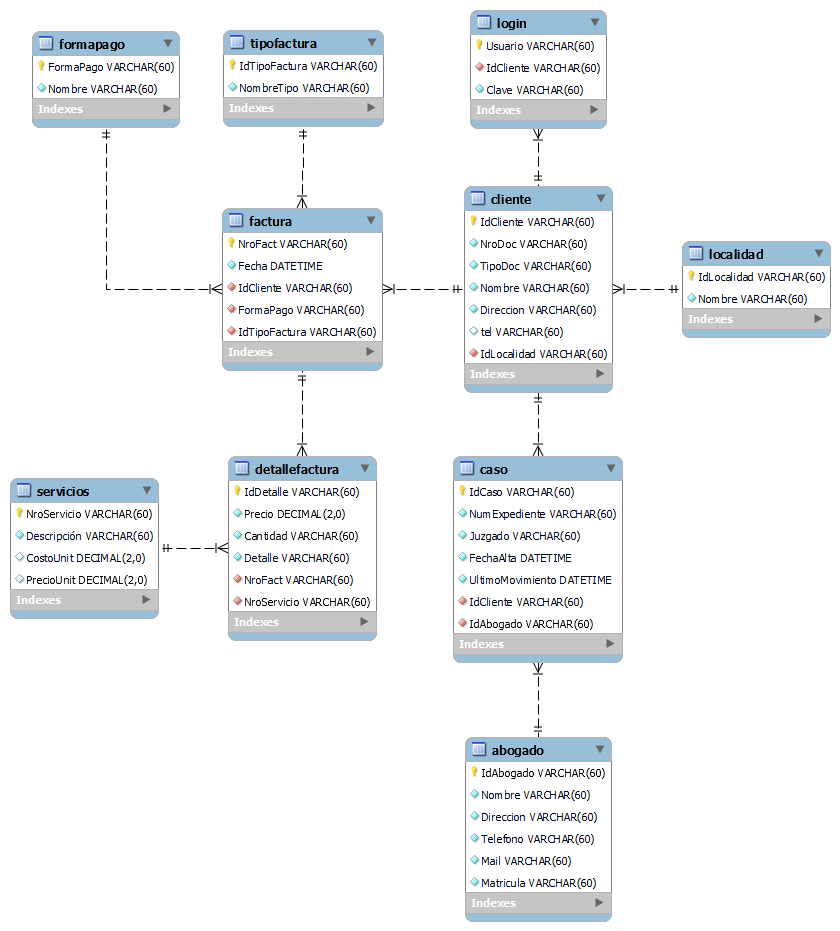 formapago
FormaPago VARCHAR(60)
Nombre VARCHAR(60)
Indexes
tipofactura
IdTipoFactura VARCHAR(60)
NombreTipo VARCHAR(60)
Indexes
login
Usuario VARCHAR(60)
IdCliente VARCHAR(60)
Clave VARCHAR(60)
Indexes
factura
NroFact VARCHAR(60)
Fecha DATETIME
IdCliente VARCHAR(60)
FormaPago VARCHAR(60)
IdTipoFactura VARCHAR(60)
Indexes
cliente
IdCliente VARCHAR(60)
NroDoc VARCHAR(60)
TipoDoc VARCHAR(60)
Nombre VARCHAR(60)
Direccion VARCHAR(60)
tel VARCHAR(60)
IdLocalidad VARCHAR(60)
Indexes
localidad
IdLocalidad VARCHAR(60)
Nombre VARCHAR(60)
Indexes
servicios
NroServicio VARCHAR(60)
Descripción VARCHAR(60)
CostoUnit DECIMAL(2,0)
PrecioUnit DECIMAL(2,0)
Indexes
detallefactura
IdDetalle VARCHAR(60)
Precio DECIMAL(2,0)
Cantidad VARCHAR(60)
Detalle VARCHAR(60)
NroFact VARCHAR(60)
NroServicio VARCHAR(60)
Indexes
caso
IdCaso VARCHAR(60)
NumExpediente VARCHAR(60)
Juzgado VARCHAR(60)
FechaAlta DATETIME
UltimoMovimiento DATETIME
IdCliente VARCHAR(60)
IdAbogado VARCHAR(60)
Indexes
abogado
IdAbogado VARCHAR(60)
Nombre VARCHAR(60)
Direccion VARCHAR(60)
Telefono VARCHAR(60)
Mail VARCHAR(60)
Matricula VARCHAR(60)
Indexes